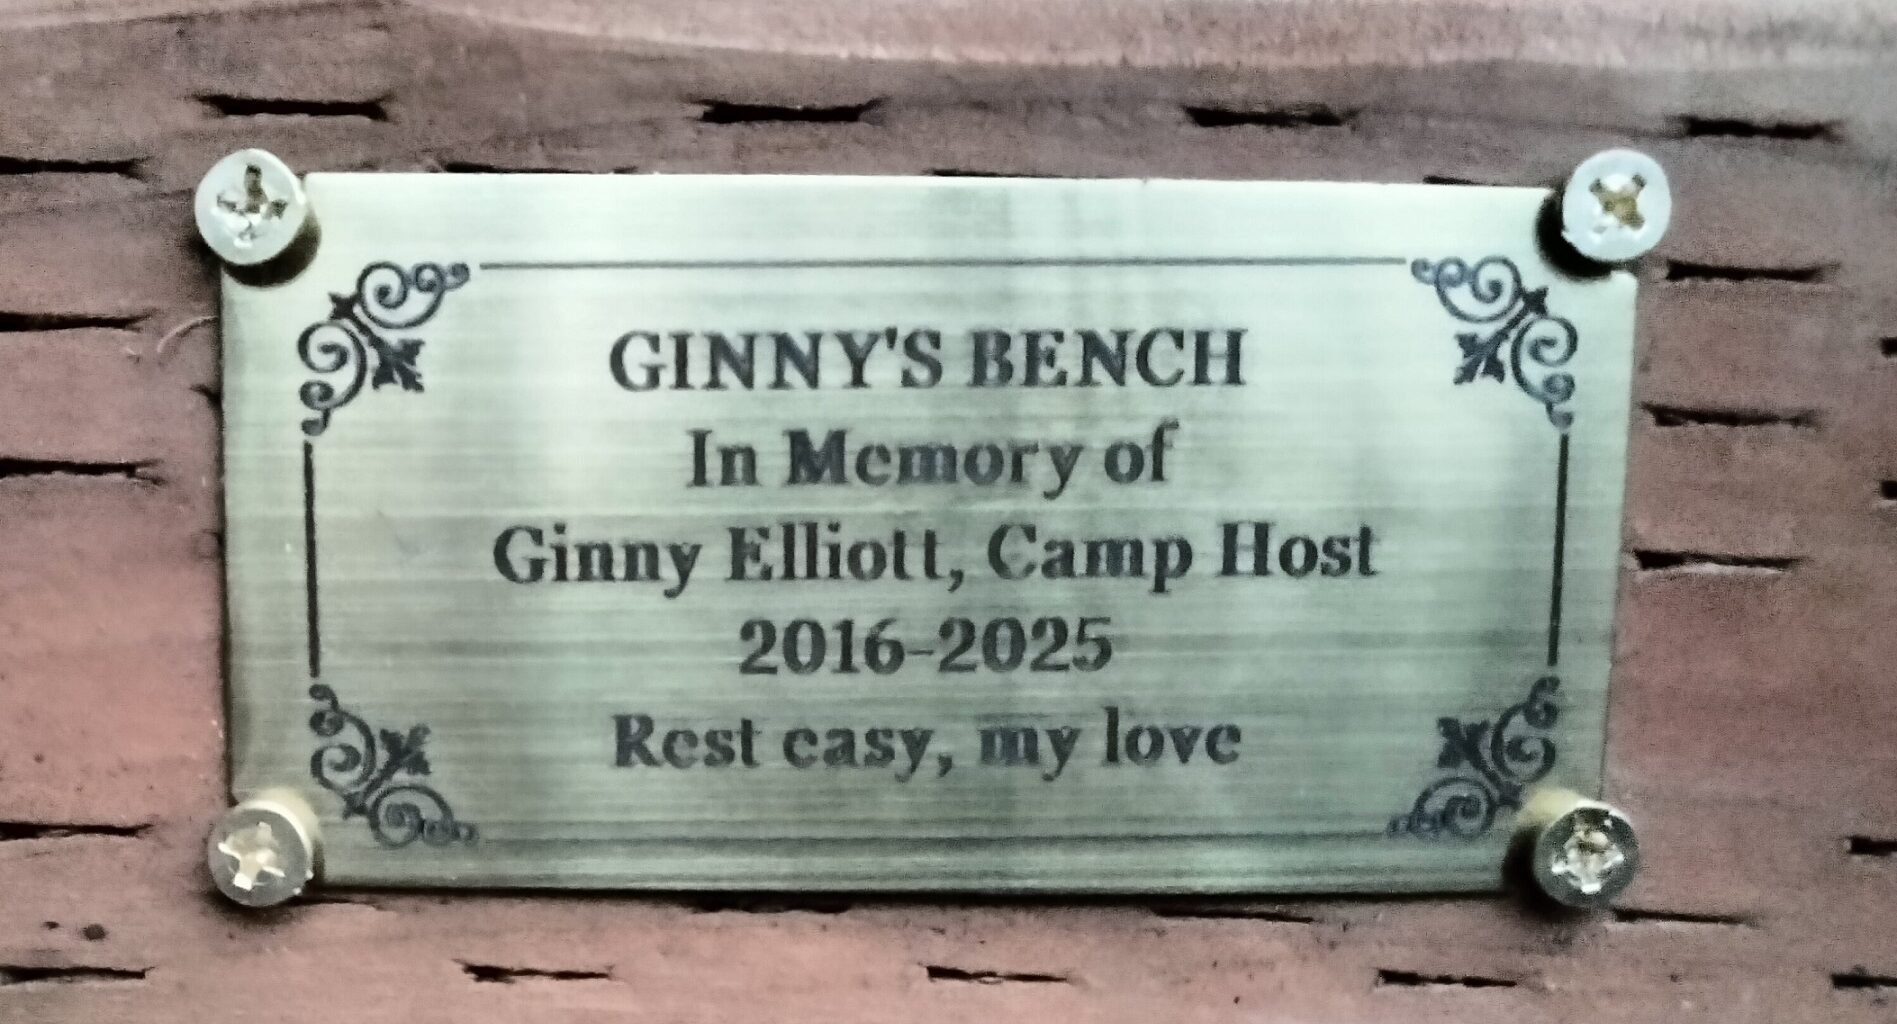 GINNY'S BENCH
In Memory of
Ginny Elliott, Camp Host
2016-2025
Rest easy, my love